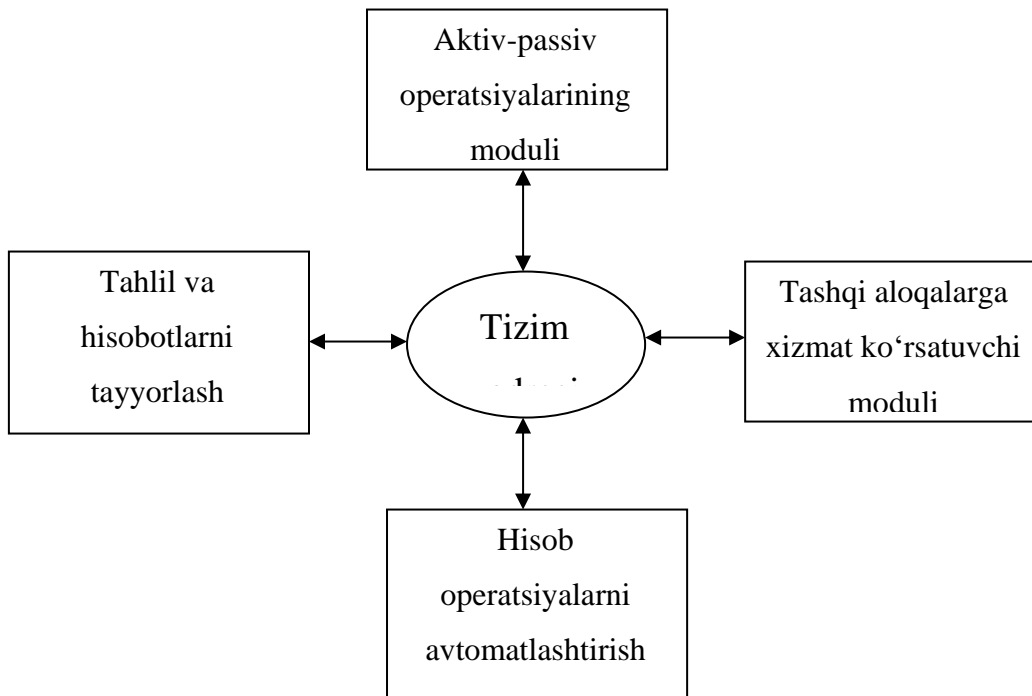 Aktiv-passiv
operatsiyalarining
moduli
Tahlil va
hisobotlarni
tayyorlash
Tizim
Tashqi aloqalarga
xizmat ko‘rsatuvchi
moduli
Hisob
operatsiyalarni
avtomatlashtirish